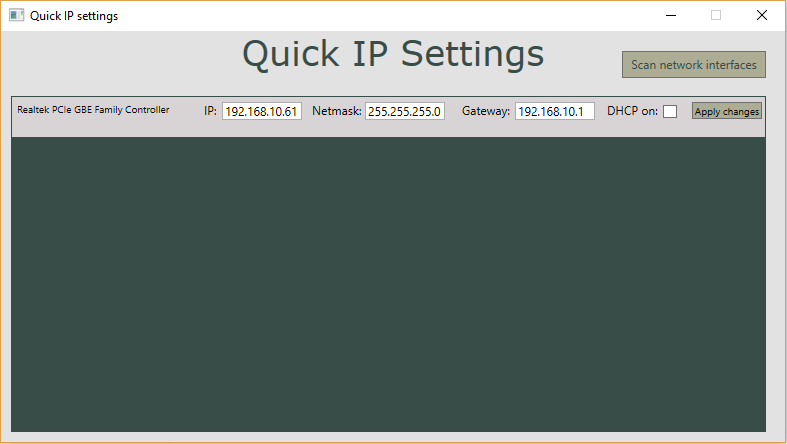 Quick IP settings
Quick IP Settings
Scan network interfaces
Realtek PCIe GBE Family Controller IP: 192.168.10.61 Netmask: 255.255.255.0 Gateway: 192.168.10.1 DHCP on: Apply changes